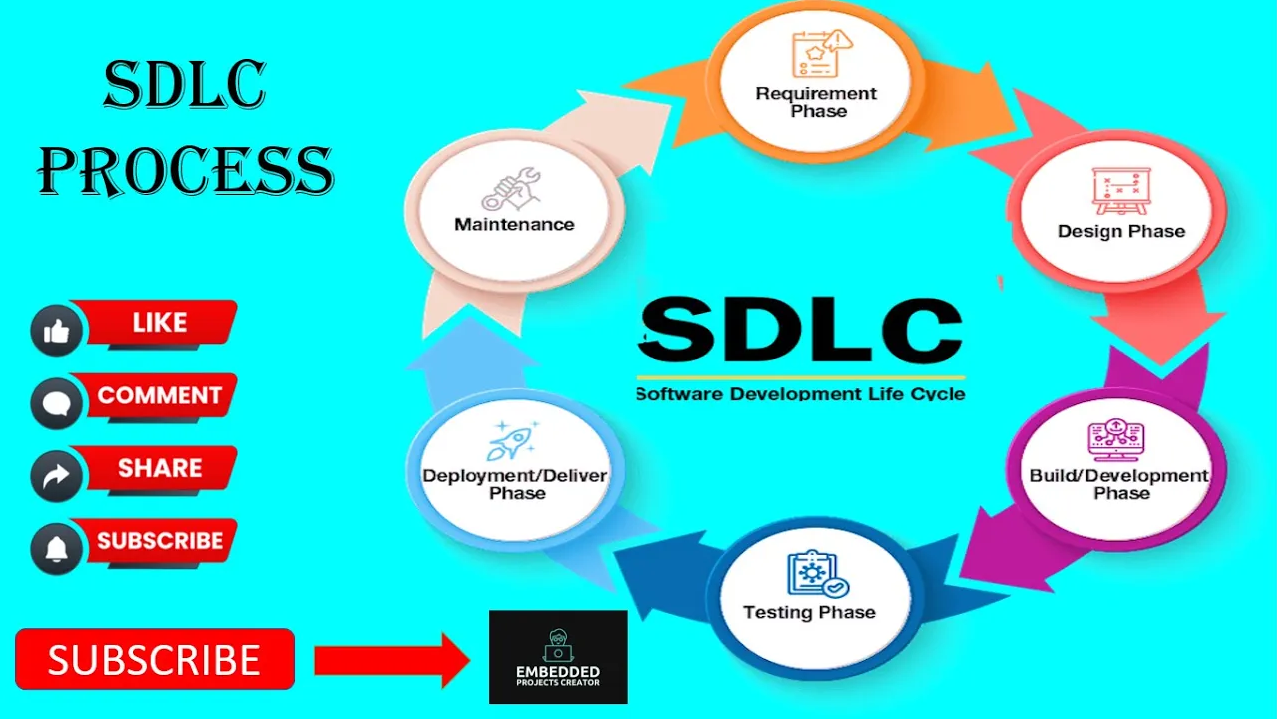 SDLC
PROCESS
LIKE
COMMENT
SHARE
SUBSCRIBE
SUBSCRIBE
EMBEDDED
PROJECTS CREATOR
Requirement
Phase
Design Phase
Build/Development
Phase
Testing Phase
Deployment/Deliver
Phase
Maintenance
SDLC
Software Development Life Cycle